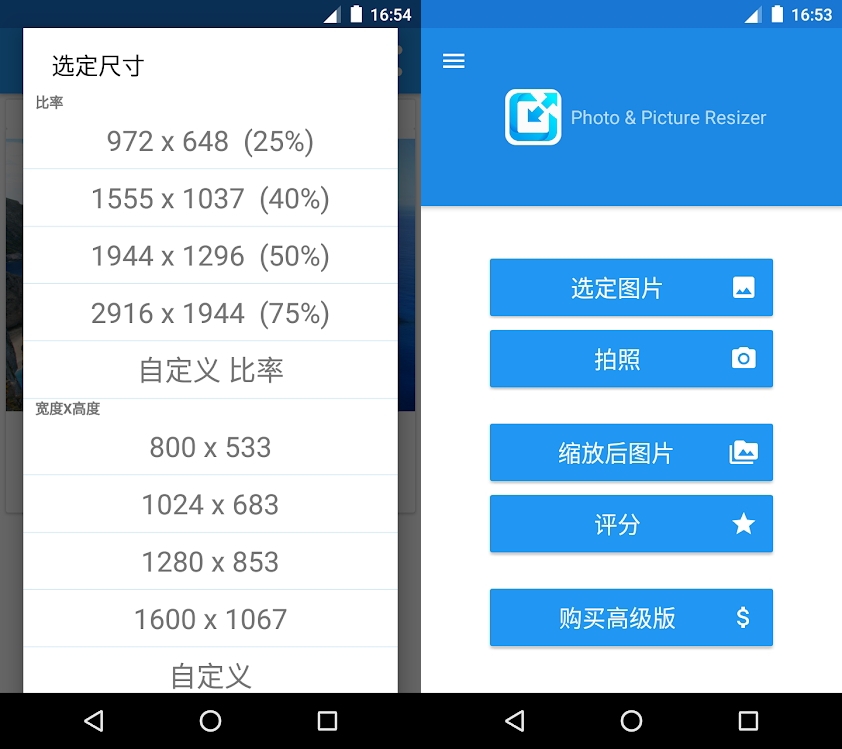 16:54
选定尺寸
比率
972 x 648 (25%)
1555 x 1037 (40%)
1944 x 1296 (50%)
2916 x 1944 (75%)
自定义 比率
宽度X高度
800 x 533
1024 x 683
1280 x 853
1600 x 1067
自定义
16:53
Photo & Picture Resizer
选定图片
拍照
缩放后图片
评分
购买高级版 $